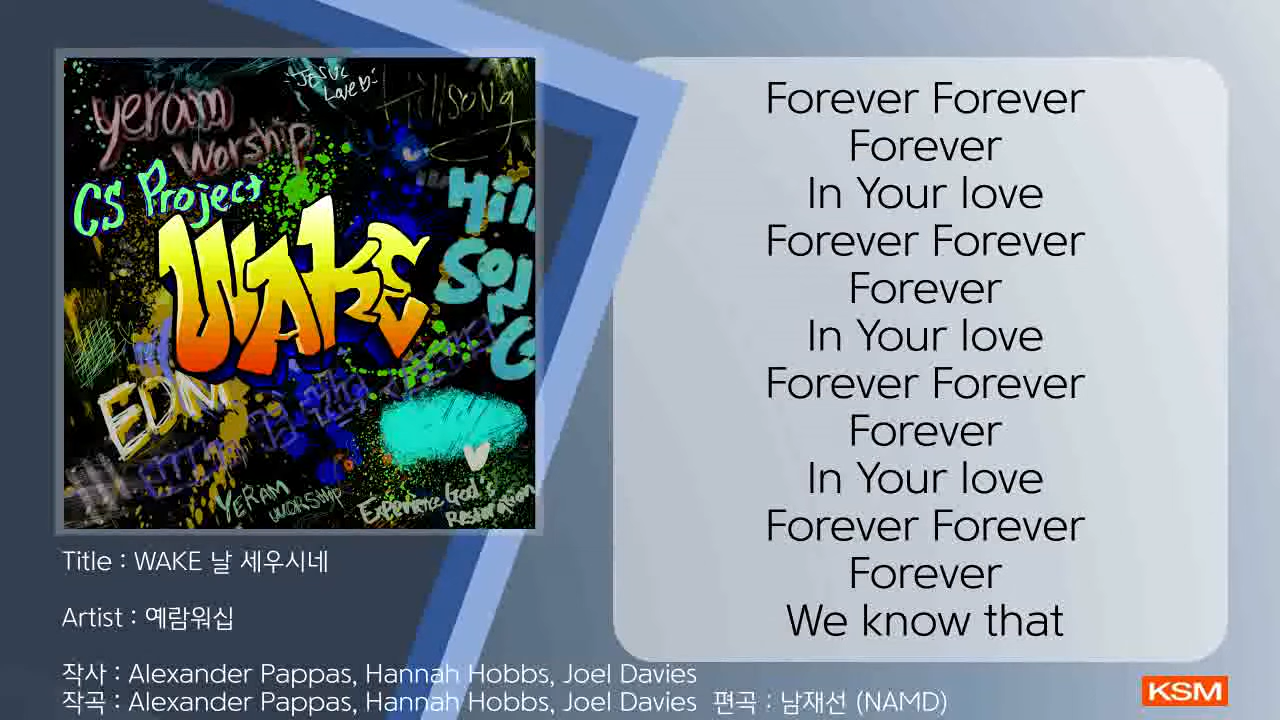 yeram
worship
JESUS
LOVED
Hillsong
CS Project
WAKE
Hill
SONG
EDM
YERAM
WORSHIP
Experience God's
Restoration
Title : WAKE 날 세우시네
Artist : 예람워십
작사 : Alexander Pappas, Hannah Hobbs, Joel Davies
작곡 : Alexander Pappas, Hannah Hobbs, Joel Davies 편곡 : 남재선 (NAMD)
Forever Forever
Forever
In Your love
Forever Forever
Forever
In Your love
Forever Forever
Forever
In Your love
Forever Forever
Forever
We know that
KSM